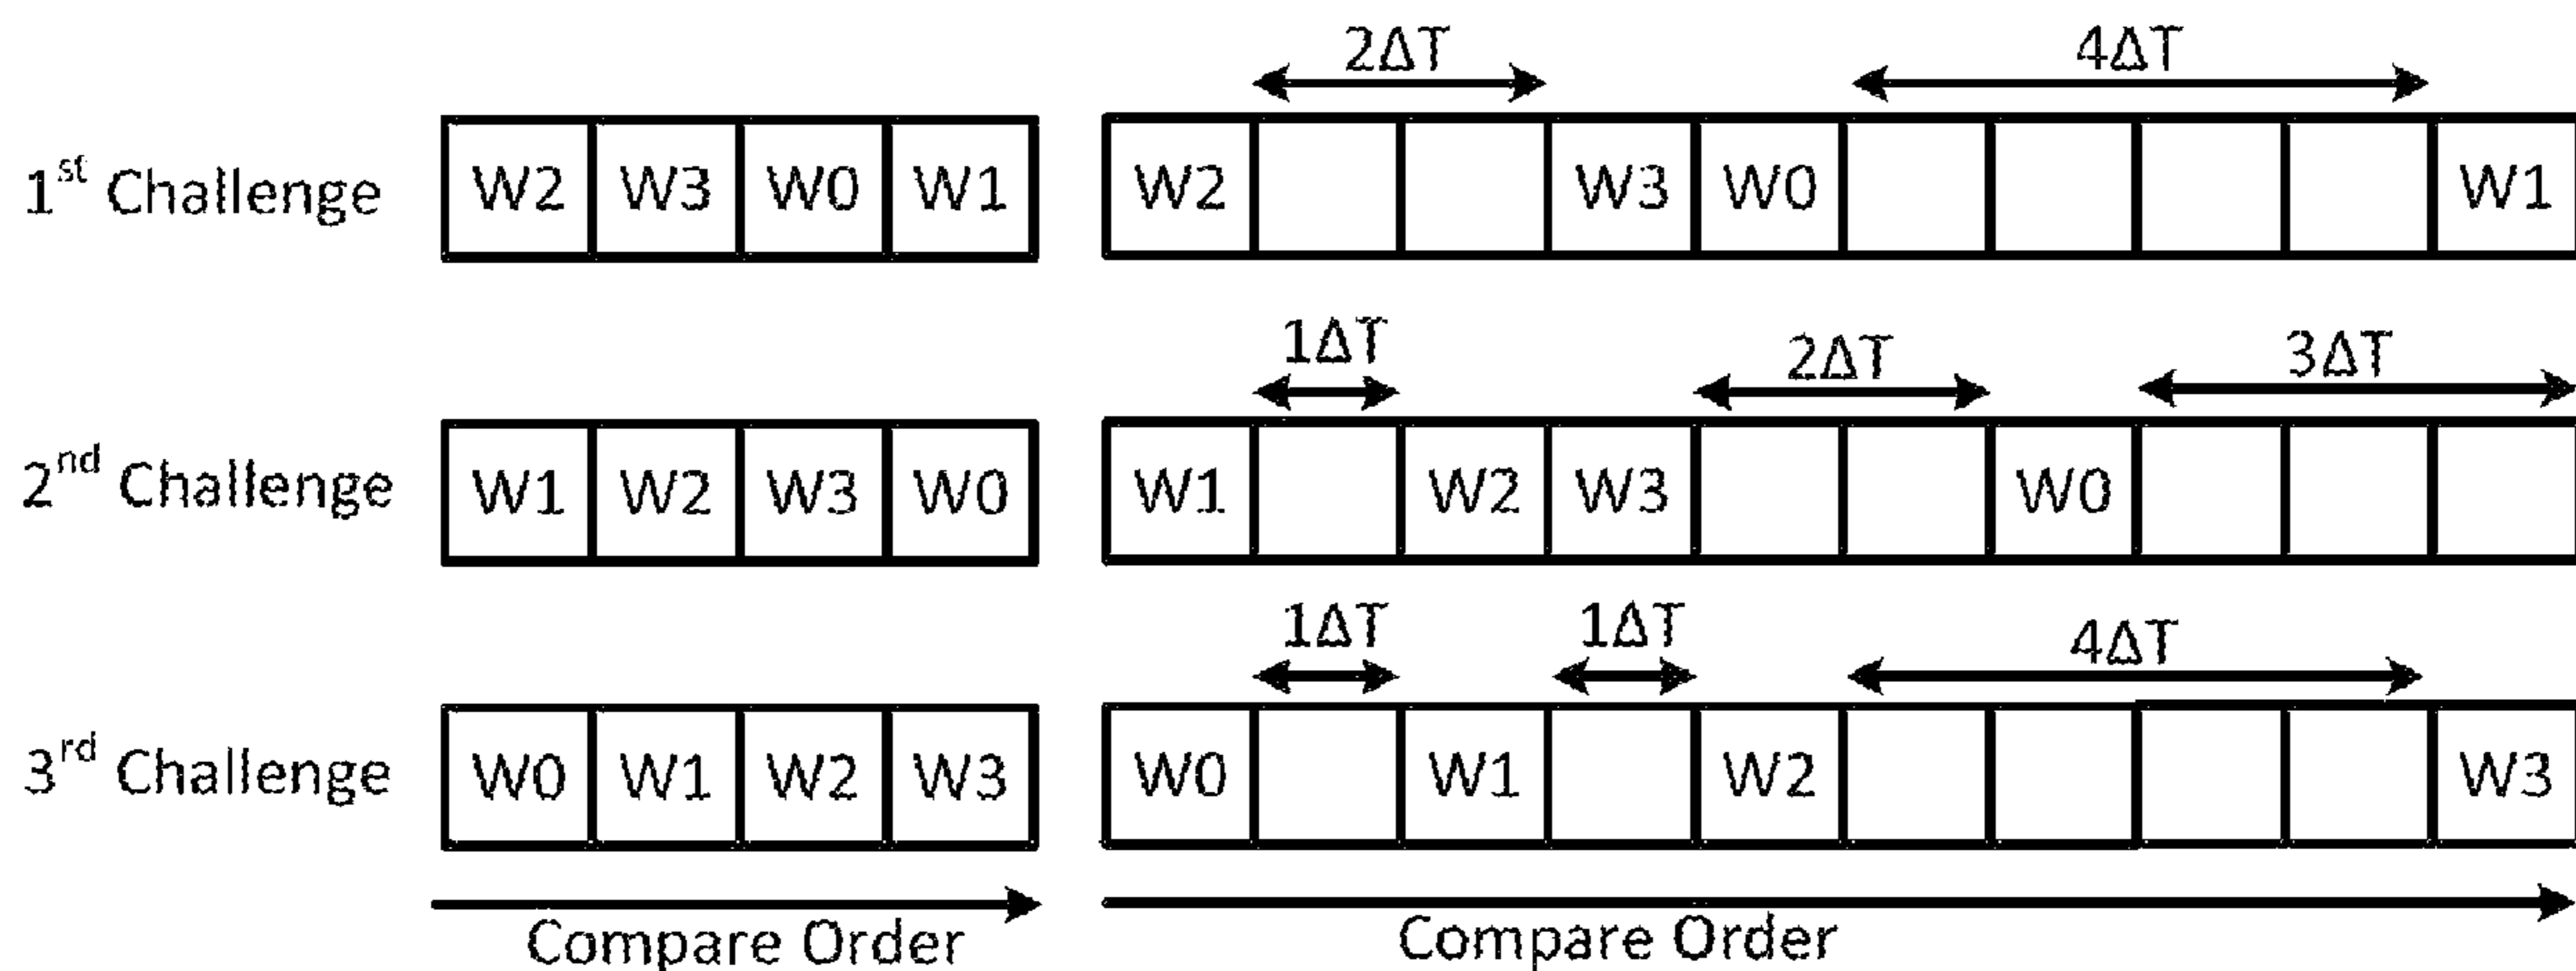 2ΔT 4ΔT
1st Challenge W2 W3 W0 W1 W2 W3 W0 W1
1ΔT 2ΔT 3ΔT
2nd Challenge W1 W2 W3 W0 W1 W2 W3 W0
1ΔT 1ΔT 4ΔT
3rd Challenge W0 W1 W2 W3 W0 W1 W2 W3
Compare Order Compare Order